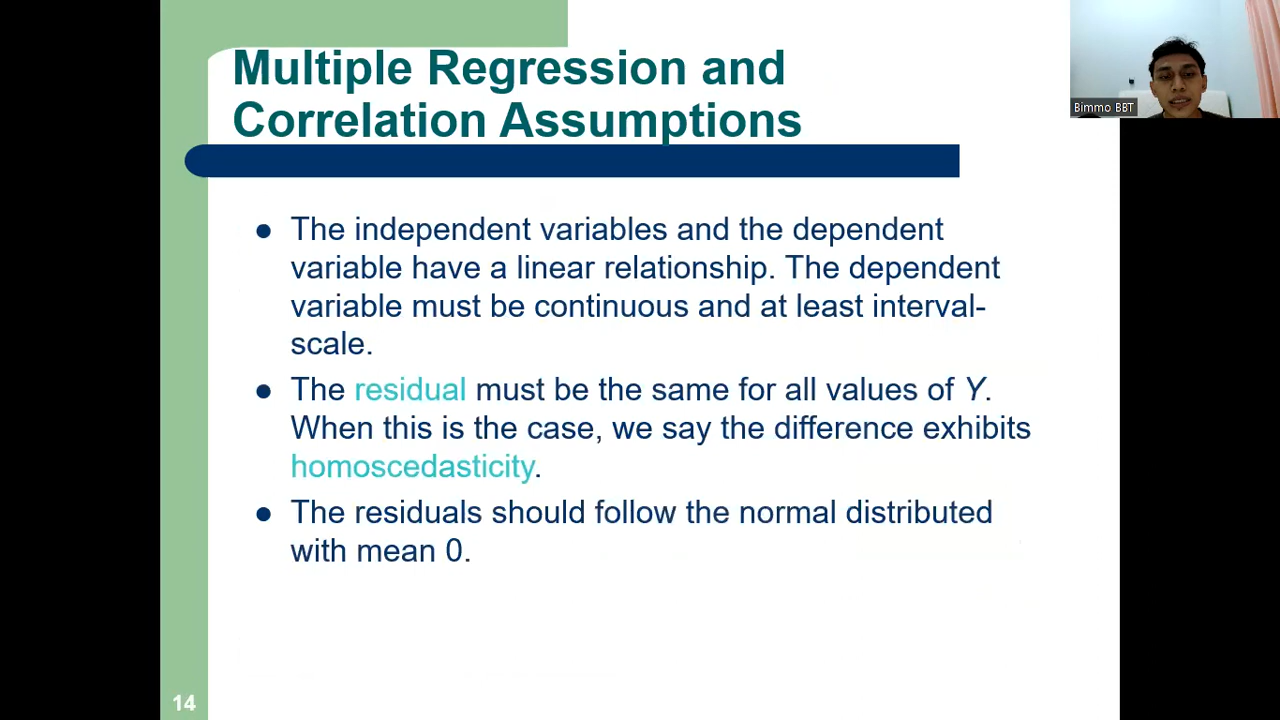 Multiple Regression and
Correlation Assumptions
Bimmo BBT
● The independent variables and the dependent
variable have a linear relationship. The dependent
variable must be continuous and at least interval-
scale.
● The residual must be the same for all values of Y.
When this is the case, we say the difference exhibits
homoscedasticity.
● The residuals should follow the normal distributed
with mean 0.
14